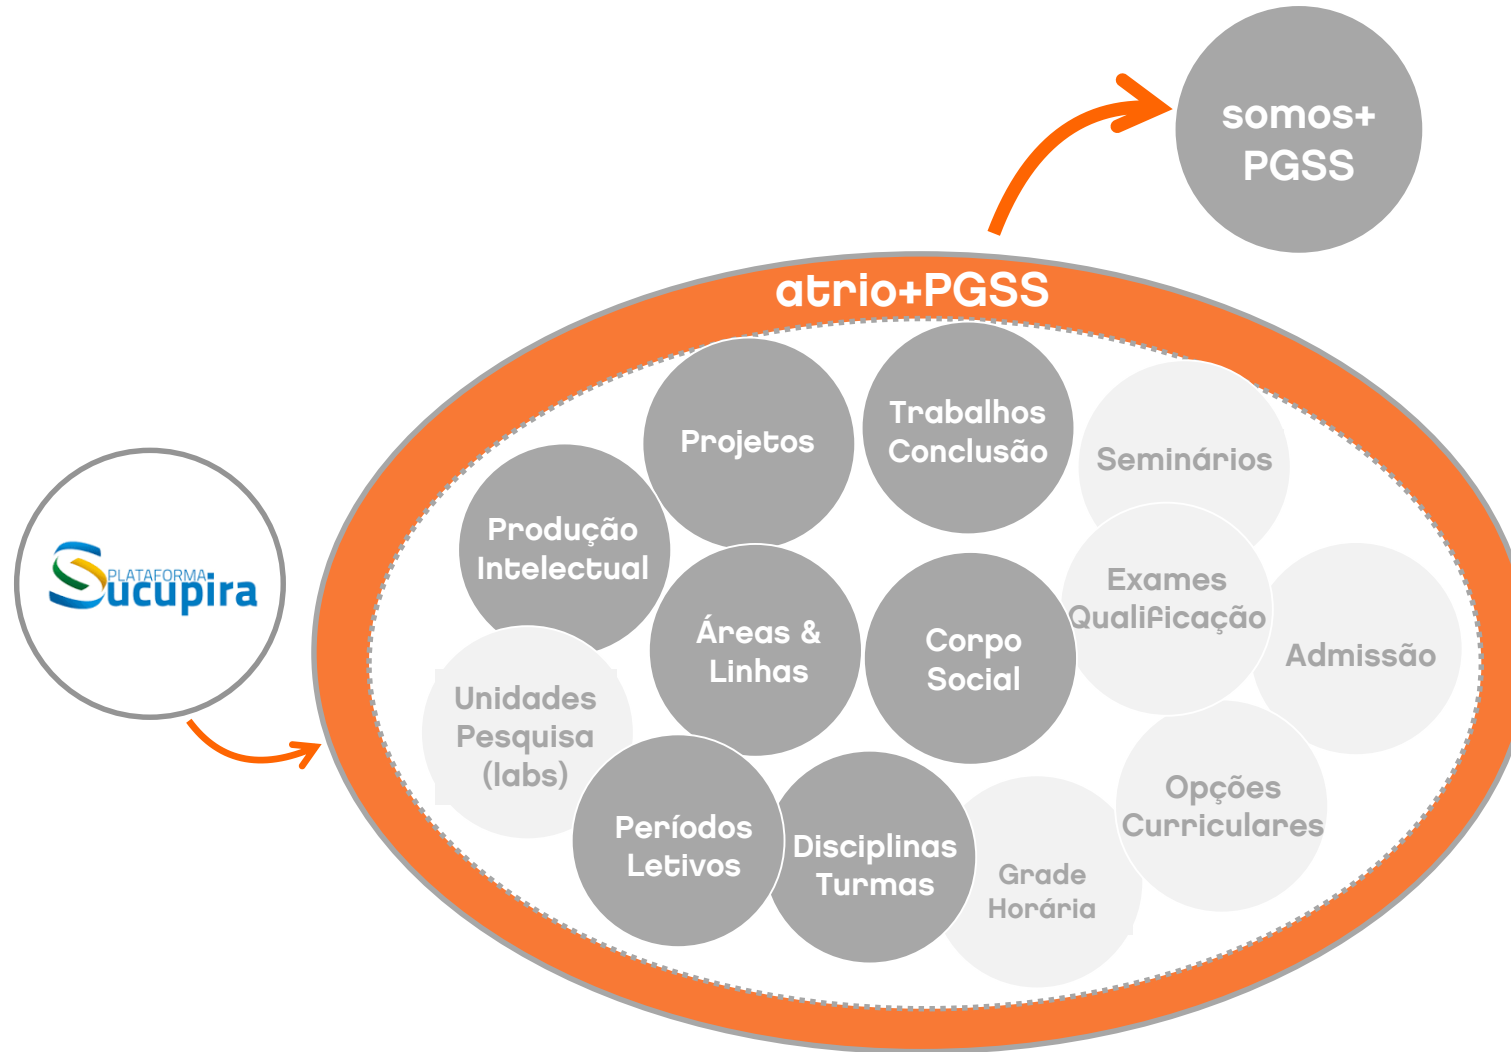 somos+
PGSS
atrio+PGSS
Trabalhos
Conclusão
Projetos
Seminários
Produção
Intelectual
PLATAFORMA
Sucupira
Áreas &
Linhas
Corpo
Social
Exames
Qualificação
Admissão
Unidades
Pesquisa
(labs)
Períodos
Letivos
Disciplinas
Turmas
Opções
Curriculares
Grade
Horária